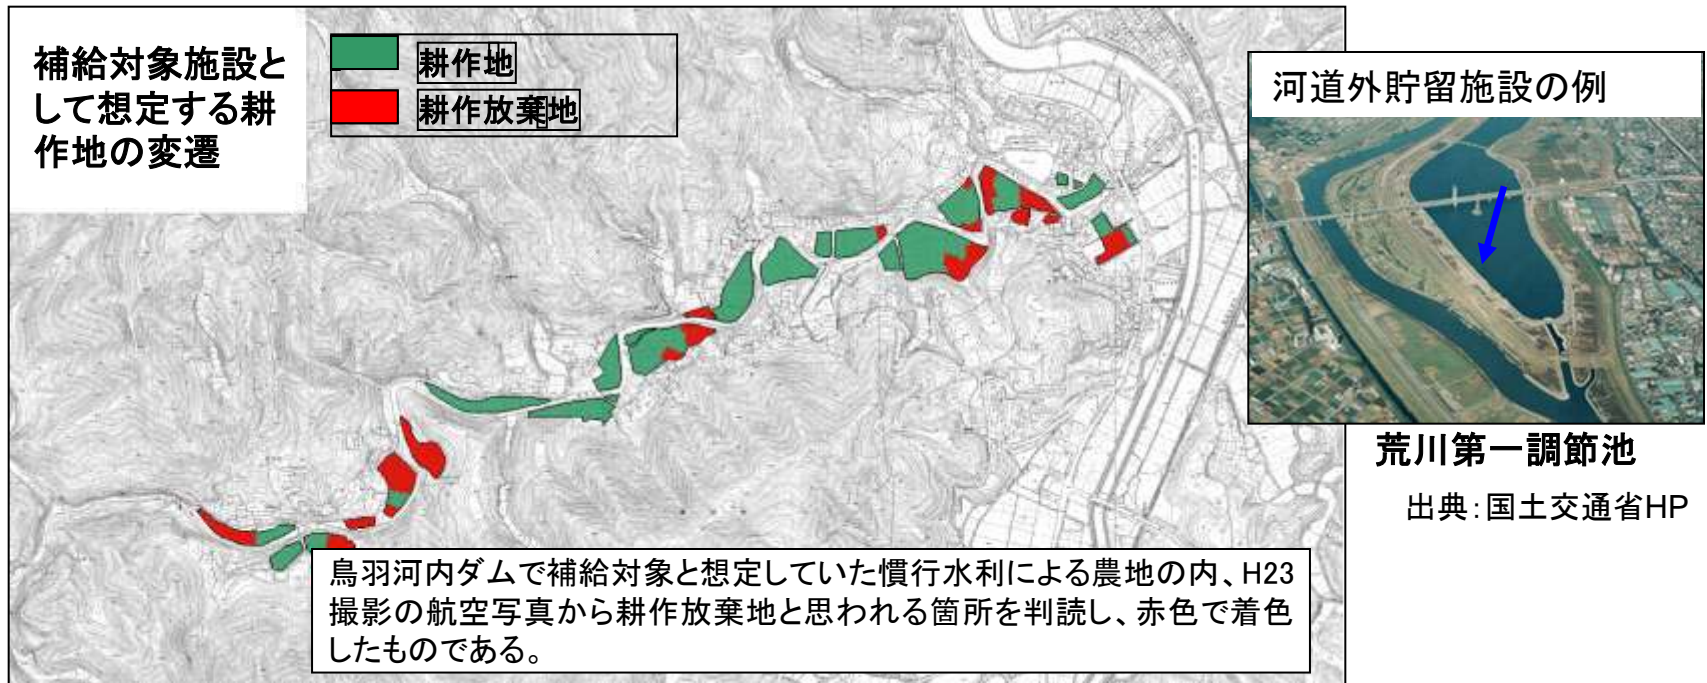 補給対象施設と
して想定する耕
作地の変遷
耕作地
耕作放棄地
河道外貯留施設の例
荒川第一調節池
出典：国土交通省HP
鳥羽河内ダムで補給対象と想定していた慣行水利による農地の内、H23
撮影の航空写真から耕作放棄地と思われる箇所を判読し、赤色で着色
したものである。